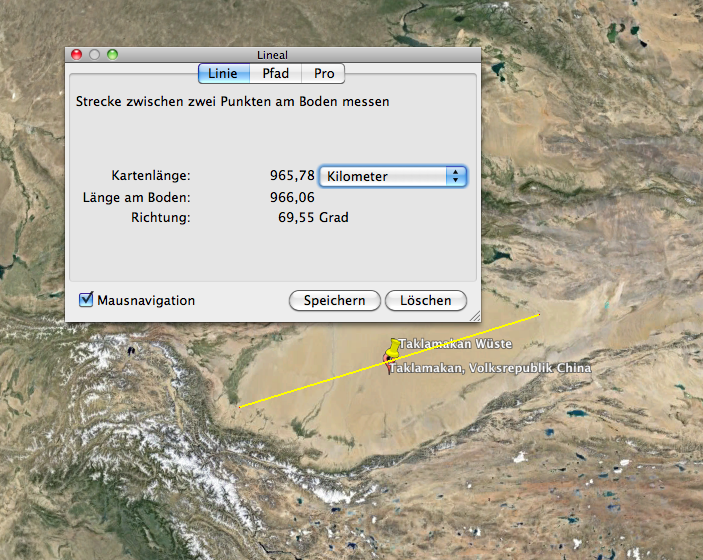 Lineal
Linie Pfad Pro
Strecke zwischen zwei Punkten am Boden messen
Kartenlänge: 965,78 Kilometer
Länge am Boden: 966,06
Richtung: 69,55 Grad
Mausnavigation Speichern Löschen
Taklamakan Wüste
Taklamakan, Volksrepublik China